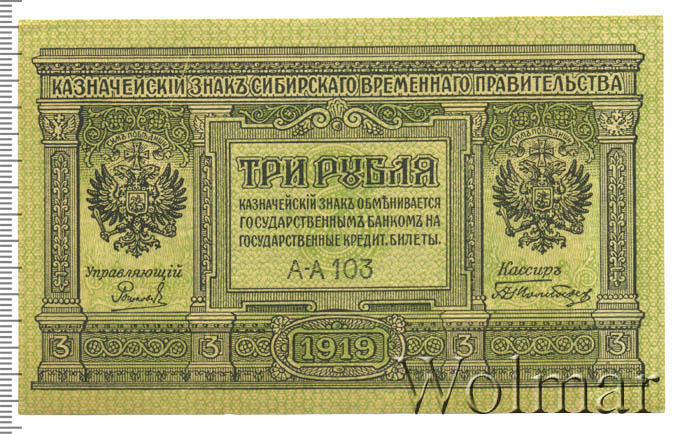 КАЗНАЧЕЙСКІЙ ЗНАКЪ СИБИРСКАГО ВРЕМЕННАГО ПРАВИТЕЛЬСТВА
ТРИ РУБЛЯ
КАЗНАЧЕЙСКІЙ ЗНАКЪ ОБМѢНИВАЕТСЯ
ГОСУДАРСТВЕННЫМЪ БАНКОМЪ НА
ГОСУДАРСТВЕННЫЕ КРЕДИТ. БИЛЕТЫ.
А-А 103
Управляющій
Кассиръ
3 3 1919 3 3
Wolmar